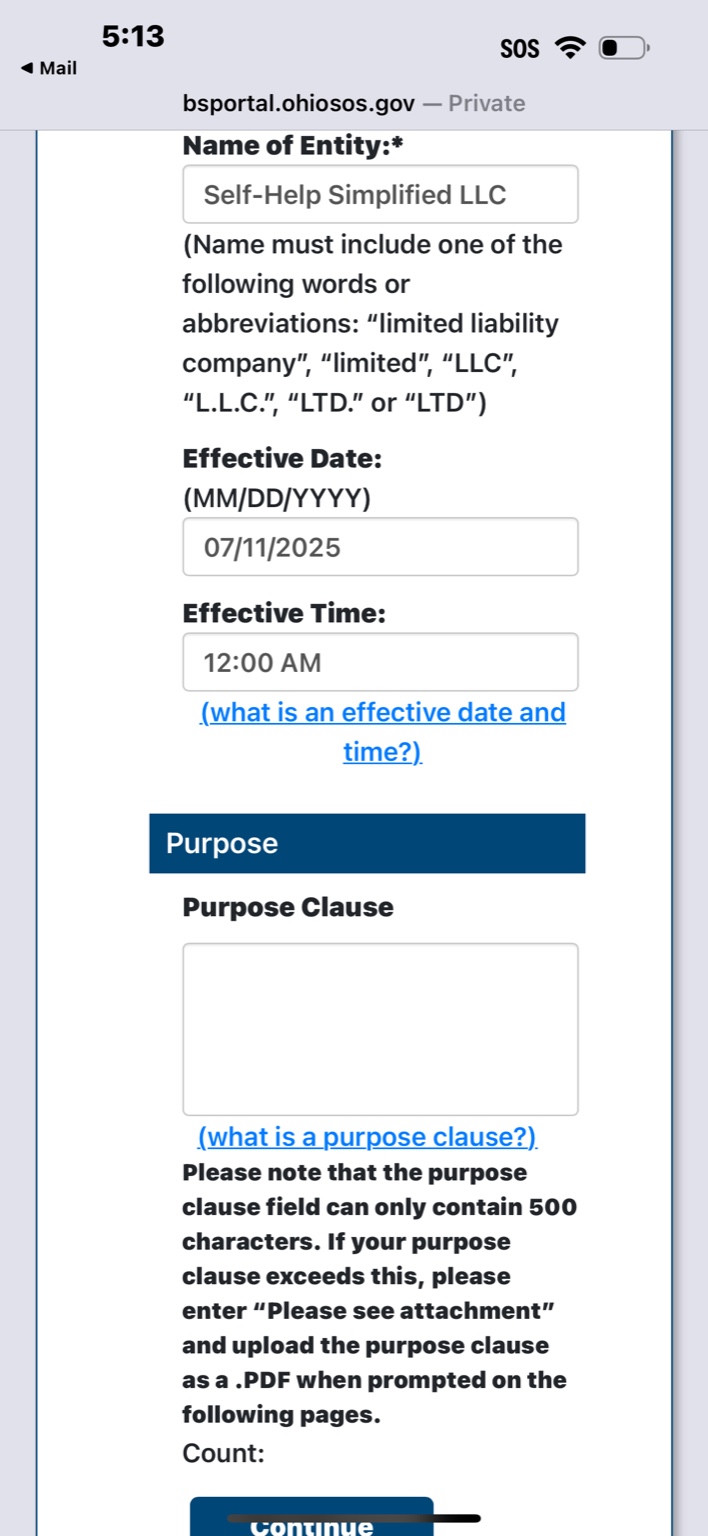 5:13
SOS
◀ Mail
bsportal.ohiosos.gov — Private
Name of Entity:*
Self-Help Simplified LLC
(Name must include one of the
following words or
abbreviations: “limited liability
company”, “limited”, “LLC”,
“L.L.C.”, “LTD.” or “LTD”)
Effective Date:
(MM/DD/YYYY)
07/11/2025
Effective Time:
12:00 AM
(what is an effective date and
time?)
Purpose
Purpose Clause
(what is a purpose clause?)
Please note that the purpose
clause field can only contain 500
characters. If your purpose
clause exceeds this, please
enter “Please see attachment”
and upload the purpose clause
as a .PDF when prompted on the
following pages.
Count:
Continue